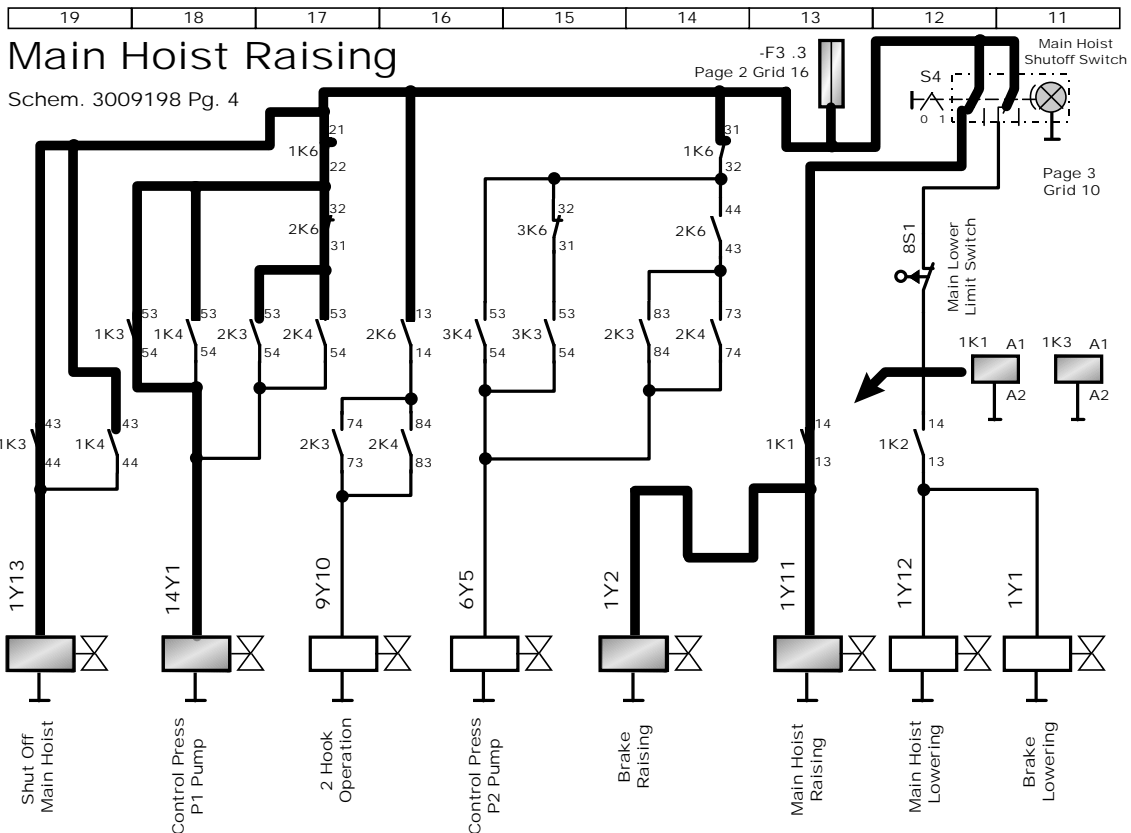 19 18 17 16 15 14 13 12 11
Main Hoist Raising
Schem. 3009198 Pg. 4
-F3 .3
Page 2 Grid 16
Main Hoist
Shutoff Switch
S4
0 1
Page 3
Grid 10
21
1K6
22
31
1K6
32
32
2K6
31
32
3K6
31
44
2K6
43
8S1
Main Lower
Limit Switch
53
1K3
54
53
1K4
54
53
2K3
54
53
2K4
54
13
2K6
14
53
3K4
54
53
3K3
54
83
2K3
84
73
2K4
74
1K1 A1
A2
1K3 A1
A2
43
1K3
44
43
1K4
44
74
2K3
73
84
2K4
83
14
1K1
13
14
1K2
13
1Y13
14Y1
9Y10
6Y5
1Y2
1Y11
1Y12
1Y1
Shut Off
Main Hoist
Control Press
P1 Pump
2 Hook
Operation
Control Press
P2 Pump
Brake
Raising
Main Hoist
Raising
Main Hoist
Lowering
Brake
Lowering